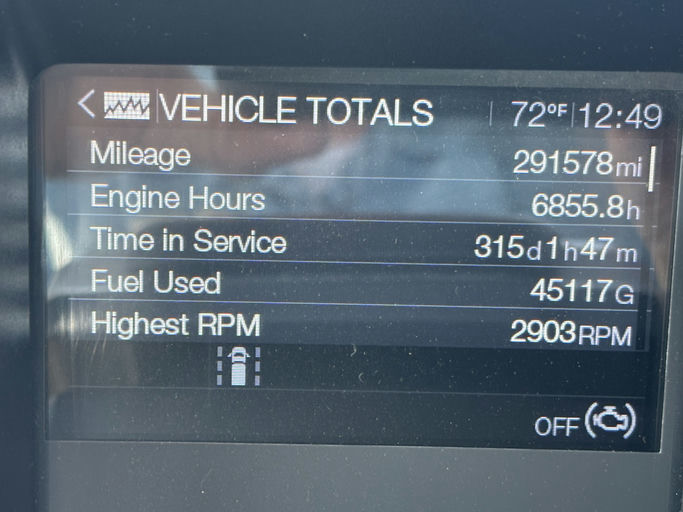 VEHICLE TOTALS 72°F 12:49
Mileage 291578mi
Engine Hours 6855.8h
Time in Service 315d1h47m
Fuel Used 45117G
Highest RPM 2903RPM
OFF